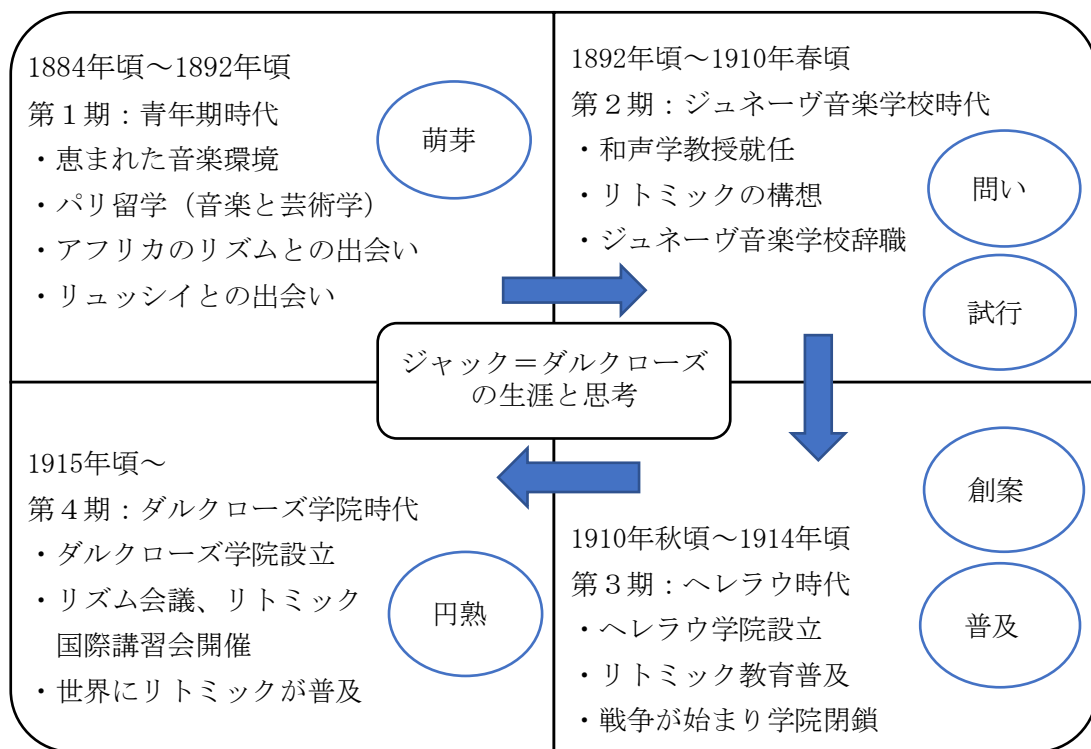 1884年頃～1892年頃
第１期：青年期時代
・恵まれた音楽環境
・パリ留学（音楽と芸術学）
・アフリカのリズムとの出会い
・リュッシイとの出会い
萌芽
1892年頃～1910年春頃
第２期：ジュネーヴ音楽学校時代
・和声学教授就任
・リトミックの構想
・ジュネーヴ音楽学校辞職
問い
試行
ジャック＝ダルクローズ
の生涯と思考
1910年秋頃～1914年頃
第３期：ヘレラウ時代
・ヘレラウ学院設立
・リトミック教育普及
・戦争が始まり学院閉鎖
創案
普及
1915年頃～
第４期：ダルクローズ学院時代
・ダルクローズ学院設立
・リズム会議、リトミック
国際講習会開催
・世界にリトミックが普及
円熟